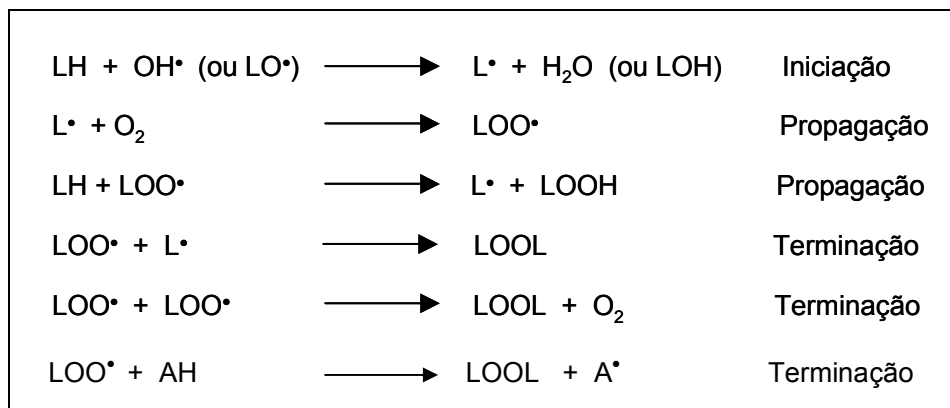 LH + OH• (ou LO•) ⟶ L• + H₂O (ou LOH) Iniciação
L• + O₂ ⟶ LOO• Propagação
LH + LOO• ⟶ L• + LOOH Propagação
LOO• + L• ⟶ LOOL Terminação
LOO• + LOO• ⟶ LOOL + O₂ Terminação
LOO• + AH ⟶ LOOL + A• Terminação